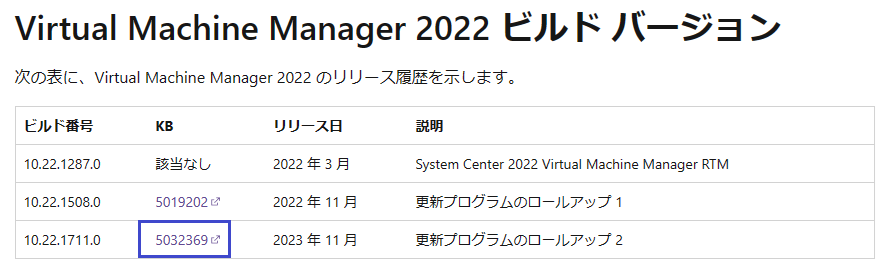 Virtual Machine Manager 2022 ビルド バージョン
次の表に、Virtual Machine Manager 2022 のリリース履歴を示します。
ビルド番号 KB リリース日 説明
10.22.1287.0 該当なし 2022 年 3 月 System Center 2022 Virtual Machine Manager RTM
10.22.1508.0 5019202 2022 年 11 月 更新プログラムのロールアップ 1
10.22.1711.0 5032369 2023 年 11 月 更新プログラムのロールアップ 2